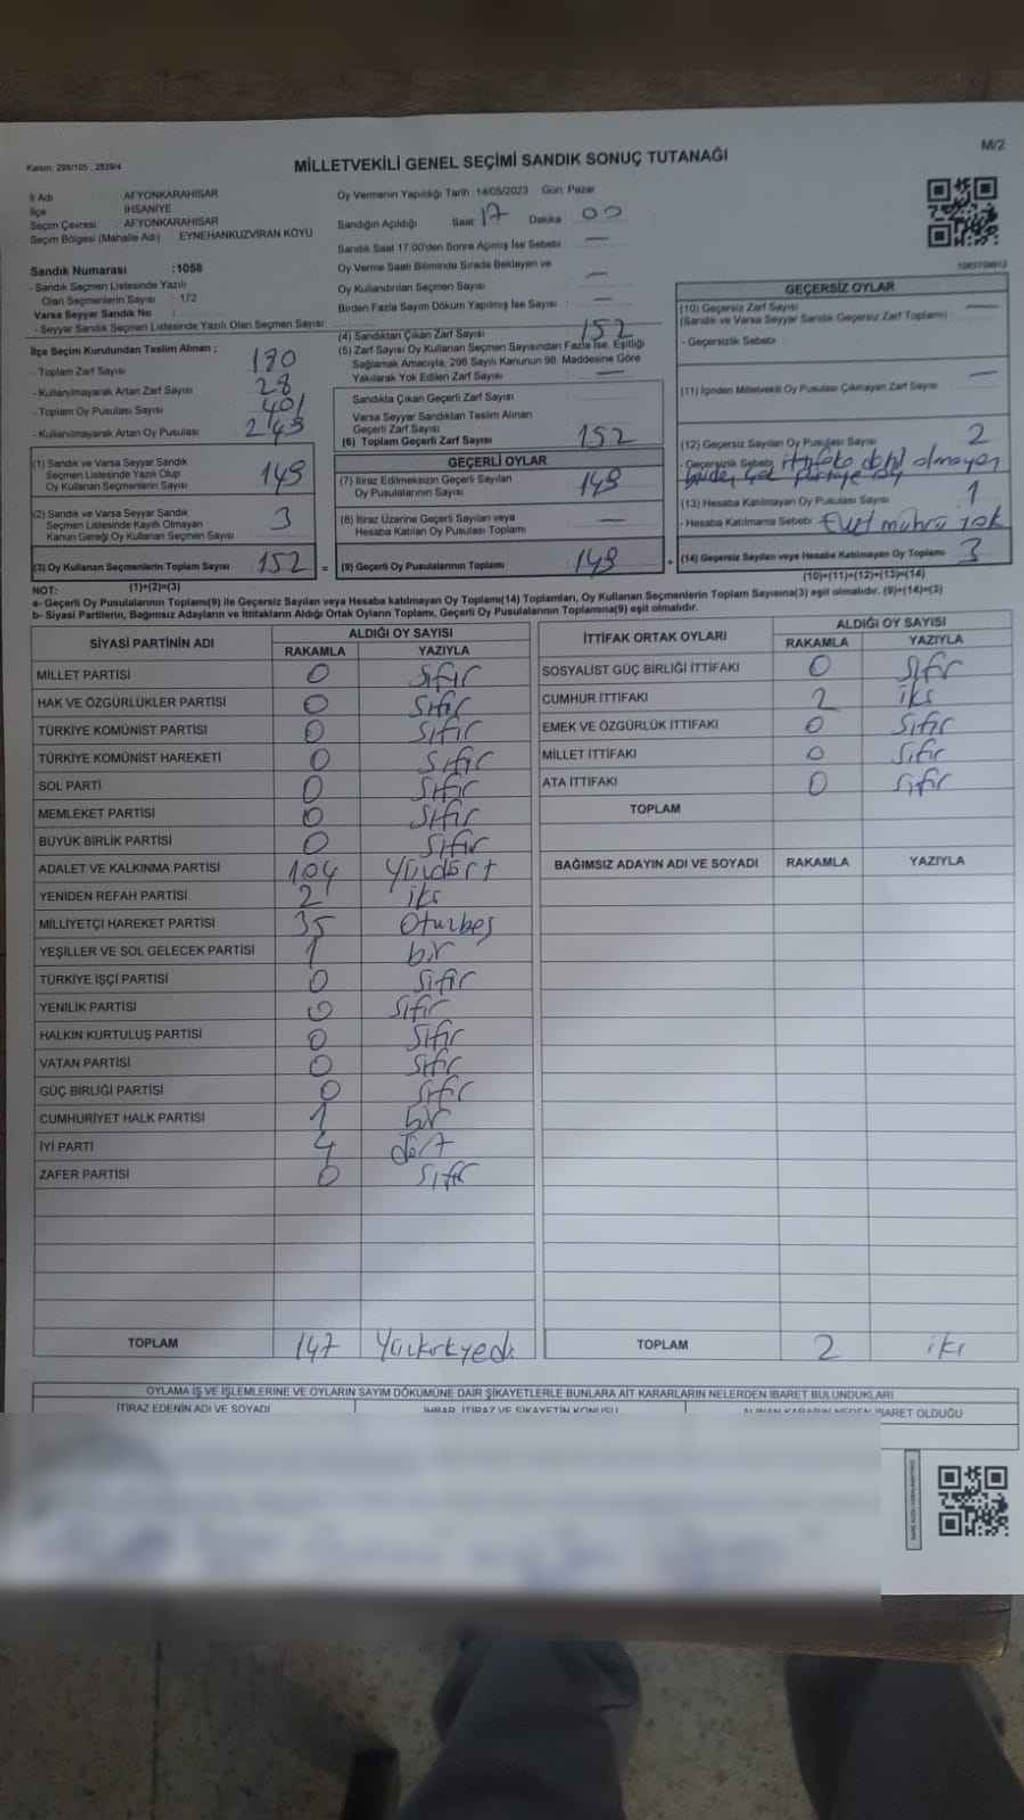 Kanun: 298/105, 2839/4
MİLLETVEKİLİ GENEL SEÇİMİ SANDIK SONUÇ TUTANAĞI
M/2
İl Adı AFYONKARAHİSAR
İlçe İHSANİYE
Seçim Çevresi AFYONKARAHİSAR
Seçim Bölgesi (Mahalle Adı) EYNEHANKUZVİRAN KÖYÜ
Oy Vermenin Yapıldığı Tarih :14/05/2023 Gün: Pazar
Sandığın Açıldığı Saat 17 Dakika 00
Sandık Saat 17.00'den Sonra Açılmış İse Sebebi —
Oy Verme Saati Bitiminde Sırada Bekleyen ve
Oy Kullandırılan Seçmen Sayısı —
Birden Fazla Sayım Döküm Yapılmış İse Sayısı —
Sandık Numarası :1058
- Sandık Seçmen Listesinde Yazılı
Olan Seçmenlerin Sayısı : 172
Varsa Seyyar Sandık No
- Seyyar Sandık Seçmen Listesinde Yazılı Olan Seçmen Sayısı:
İlçe Seçim Kurulundan Teslim Alınan ;
- Toplam Zarf Sayısı
- Kullanılmayarak Artan Zarf Sayısı 28
- Toplam Oy Pusulası Sayısı 401
- Kullanılmayarak Artan Oy Pusulası
(1) Sandık ve Varsa Seyyar Sandık
Seçmen Listesinde Yazılı Olup
Oy Kullanan Seçmenlerin Sayısı 149
(2) Sandık ve Varsa Seyyar Sandık
Seçmen Listesinde Kayıtlı Olmayan
Kanun Gereği Oy Kullanan Seçmen Sayısı 3
(3) Oy Kullanan Seçmenlerin Toplam Sayısı 152 =
(1)+(2)=(3)
(4) Sandıktan Çıkan Zarf Sayısı 152
(5) Zarf Sayısı Oy Kullanan Seçmen Sayısından Fazla İse, Eşitliği
Sağlamak Amacıyla, 298 Sayılı Kanunun 98. Maddesine Göre
Yakılarak Yok Edilen Zarf Sayısı —
Sandıkta Çıkan Geçerli Zarf Sayısı
Varsa Seyyar Sandıktan Teslim Alınan
Geçerli Zarf Sayısı
(6) Toplam Geçerli Zarf Sayısı 152
GEÇERLİ OYLAR
(7) İtiraz Edilmeksizin Geçerli Sayılan
Oy Pusulalarının Sayısı 149
(8) İtiraz Üzerine Geçerli Sayılan veya
Hesaba Katılan Oy Pusulası Toplamı —
(9) Geçerli Oy Pusulalarının Toplamı 149
GEÇERSİZ OYLAR
(10) Geçersiz Zarf Sayısı —
(Sandık ve Varsa Seyyar Sandık Geçersiz Zarf Toplamı)
- Geçersizlik Sebebi :
(11) İçinden Milletvekili Oy Pusulası Çıkmayan Zarf Sayısı —
(12) Geçersiz Sayılan Oy Pusulası Sayısı 2
- Geçersizlik Sebebi ittifaka dahil olmayan
birden çok partiye
(13) Hesaba Katılmayan Oy Pusulası Sayısı 1
- Hesaba Katılmama Sebebi : Evet mührü yok
(14) Geçersiz Sayılan veya Hesaba Katılmayan Oy Toplamı 3
(10)+(11)+(12)+(13)=(14)
NOT:
a- Geçerli Oy Pusulalarının Toplamı(9) ile Geçersiz Sayılan veya Hesaba katılmayan Oy Toplamı(14) Toplamları, Oy Kullanan Seçmenlerin Toplam Sayısına(3) eşit olmalıdır. (9)+(14)=(3)
b- Siyasi Partilerin, Bağımsız Adayların ve İttifakların Aldığı Ortak Oyların Toplamı, Geçerli Oy Pusulalarının Toplamına(9) eşit olmalıdır.
SİYASİ PARTİNİN ADI ALDIĞI OY SAYISI
RAKAMLA YAZIYLA
MİLLET PARTİSİ 0 sıfır
HAK VE ÖZGÜRLÜKLER PARTİSİ 0 sıfır
TÜRKİYE KOMÜNİST PARTİSİ 0 sıfır
TÜRKİYE KOMÜNİST HAREKETİ 0 sıfır
SOL PARTİ 0 sıfır
MEMLEKET PARTİSİ 0 sıfır
BÜYÜK BİRLİK PARTİSİ 0 sıfır
ADALET VE KALKINMA PARTİSİ 104 Yüzdört
YENİDEN REFAH PARTİSİ 2 iki
MİLLİYETÇİ HAREKET PARTİSİ 35 Oturbeş
YEŞİLLER VE SOL GELECEK PARTİSİ 1 bir
TÜRKİYE İŞÇİ PARTİSİ 0 sıfır
YENİLİK PARTİSİ 0 sıfır
HALKIN KURTULUŞ PARTİSİ 0 sıfır
VATAN PARTİSİ 0 sıfır
GÜÇ BİRLİĞİ PARTİSİ 0 sıfır
CUMHURİYET HALK PARTİSİ 1 bir
İYİ PARTİ 4 dört
ZAFER PARTİSİ 0 sıfır
TOPLAM 147 Yüzkırkyedi
İTTİFAK ORTAK OYLARI ALDIĞI OY SAYISI
RAKAMLA YAZIYLA
SOSYALİST GÜÇ BİRLİĞİ İTTİFAKI 0 sıfır
CUMHUR İTTİFAKI 2 iki
EMEK VE ÖZGÜRLÜK İTTİFAKI 0 sıfır
MİLLET İTTİFAKI 0 sıfır
ATA İTTİFAKI 0 sıfır
TOPLAM
BAĞIMSIZ ADAYIN ADI VE SOYADI RAKAMLA YAZIYLA
TOPLAM 2 iki
OYLAMA İŞ VE İŞLEMLERİNE VE OYLARIN SAYIM DÖKÜMÜNE DAİR ŞİKAYETLERLE BUNLARA AİT KARARLARIN NELERDEN İBARET BULUNDUKLARI
İTİRAZ EDENİN ADI VE SOYADI İHBAR, İTİRAZ VE ŞİKAYETİN KONUSU ALINAN KARARIN NEDEN İBARET OLDUĞU